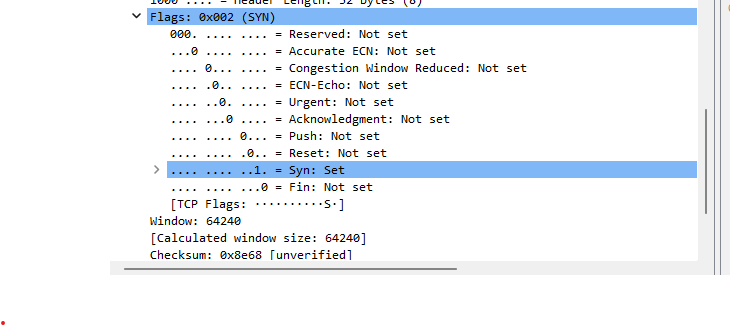 1000 .... = Header Length: 32 bytes (8)
Flags: 0x002 (SYN)
000. .... .... = Reserved: Not set
...0 .... .... = Accurate ECN: Not set
.... 0... .... = Congestion Window Reduced: Not set
.... .0.. .... = ECN-Echo: Not set
.... ..0. .... = Urgent: Not set
.... ...0 .... = Acknowledgment: Not set
.... .... 0... = Push: Not set
.... .... .0.. = Reset: Not set
.... .... ..1. = Syn: Set
.... .... ...0 = Fin: Not set
[TCP Flags: ··········S·]
Window: 64240
[Calculated window size: 64240]
Checksum: 0x8e68 [unverified]